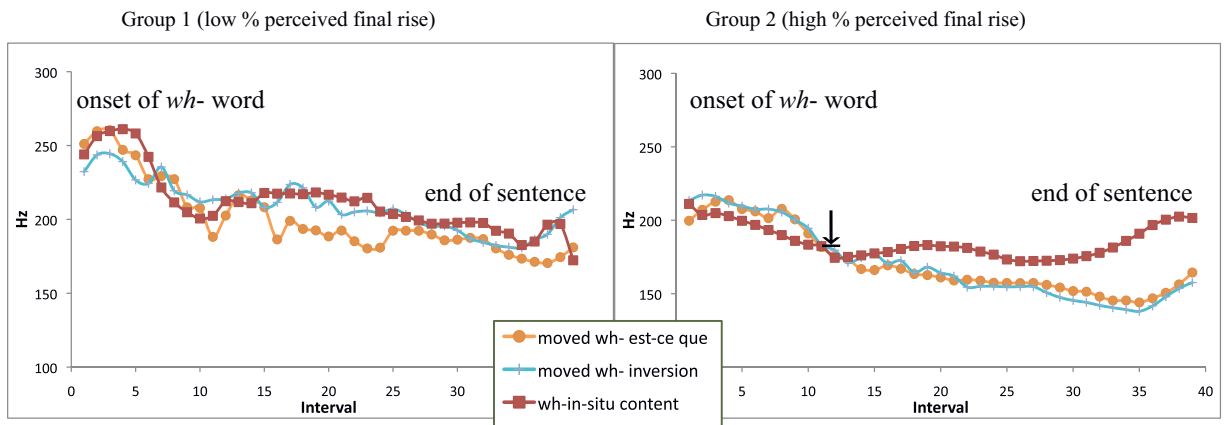 Group 1 (low % perceived final rise)
Group 2 (high % perceived final rise)
300
250
200
150
100
Hz
onset of wh- word
end of sentence
0
5
10
15
20
25
30
Interval
300
250
200
150
Hz
onset of wh- word
end of sentence
5
10
15
20
25
30
35
40
Interval
moved wh- est-ce que
moved wh- inversion
wh-in-situ content